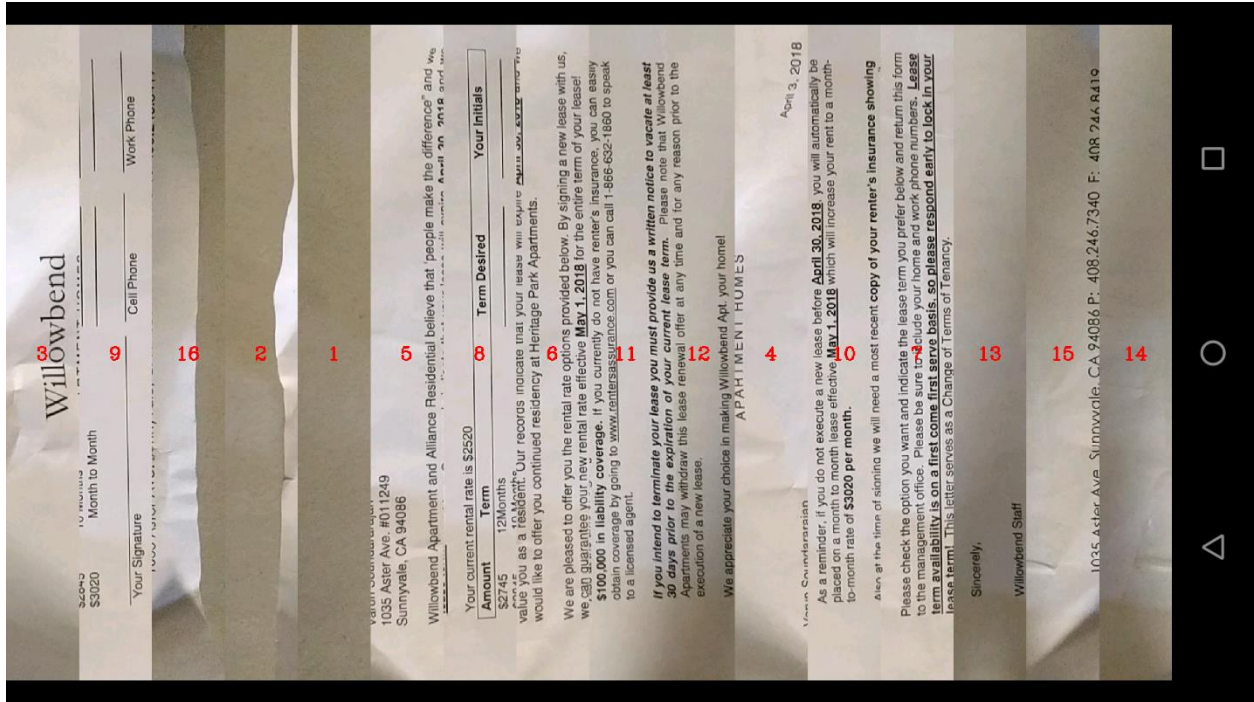 3 9 16 2 1 5 8 6 11 12 4 10 7 13 15 14
Willowbend
$3020 Month to Month
Your Signature Cell Phone Work Phone
1035 Aster Ave. #011249
Sunnyvale, CA 94086
Willowbend Apartment and Alliance Residential believe that 'people make the difference" and we
Your current rental rate is $2520
Amount Term Term Desired Your Initials
$2745 12Months
value you as a resident. Our records indicate that your lease will expire
would like to offer you continued residency at Heritage Park Apartments.
We are pleased to offer you the rental rate options provided below. By signing a new lease with us,
we can guarantee your new rental rate effective May 1, 2018 for the entire term of your lease!
$100,000 in liability coverage. If you currently do not have renter's insurance, you can easily
obtain coverage by going to www.rentersassurance.com or you can call 1-866-632-1860 to speak
to a licensed agent.
If you intend to terminate your lease you must provide us a written notice to vacate at least
30 days prior to the expiration of your current lease term. Please note that Willowbend
Apartments may withdraw this lease renewal offer at any time and for any reason prior to the
execution of a new lease.
We appreciate your choice in making Willowbend Apt. your home!
APARTMENT HOMES
April 3, 2018
As a reminder, if you do not execute a new lease before April 30, 2018, you will automatically be
placed on a month to month lease effective May 1, 2018 which will increase your rent to a month-
to-month rate of $3020 per month.
Also at the time of signing we will need a most recent copy of your renter's insurance showing
Please check the option you want and indicate the lease term you prefer below and return this form
to the management office. Please be sure to include your home and work phone numbers. Lease
term availability is on a first come first serve basis, so please respond early to lock in your
lease term! This letter serves as a Change of Terms of Tenancy.
Sincerely,
Willowbend Staff
1035 Aster Ave Sunnyvale, CA 94086 P: 408.246.7340 F: 408.246.8419